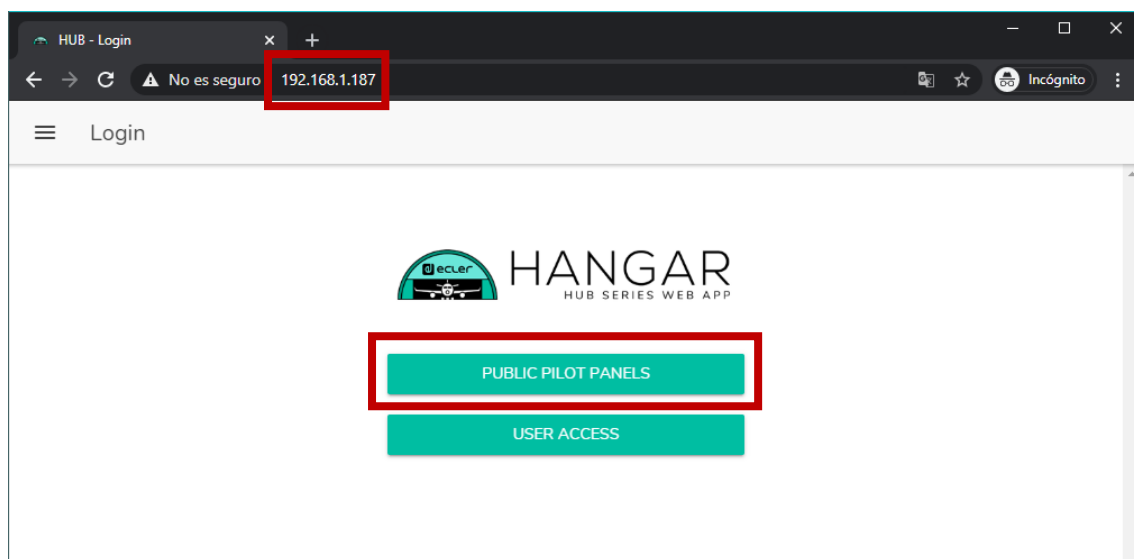 HUB - Login
No es seguro 192.168.1.187 Incógnito
Login
ecler HANGAR
HUB SERIES WEB APP
PUBLIC PILOT PANELS
USER ACCESS